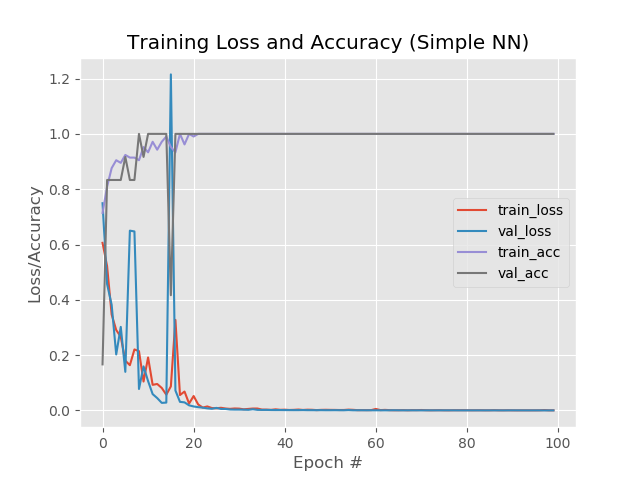 Training Loss and Accuracy (Simple NN)
1.2
1.0
0.8
0.6
0.4
0.2
0.0
Loss/Accuracy
train_loss
val_loss
train_acc
val_acc
0 20 40 60 80 100
Epoch #